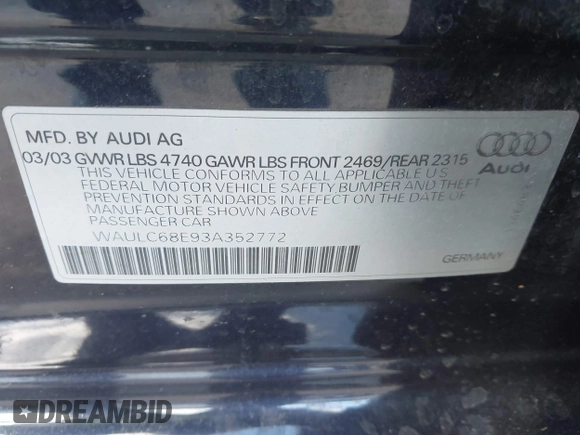 MFD. BY AUDI AG
03/03 GVWR LBS 4740 GAWR LBS FRONT 2469/REAR 2315
THIS VEHICLE CONFORMS TO ALL APPLICABLE U S
FEDERAL MOTOR VEHICLE SAFETY, BUMPER AND THEFT
PREVENTION STANDARDS IN EFFECT ON THE DATE OF
MANUFACTURE SHOWN ABOVE
PASSENGER CAR
WAULC68E93A352772
Audi
GERMANY
DREAMBID